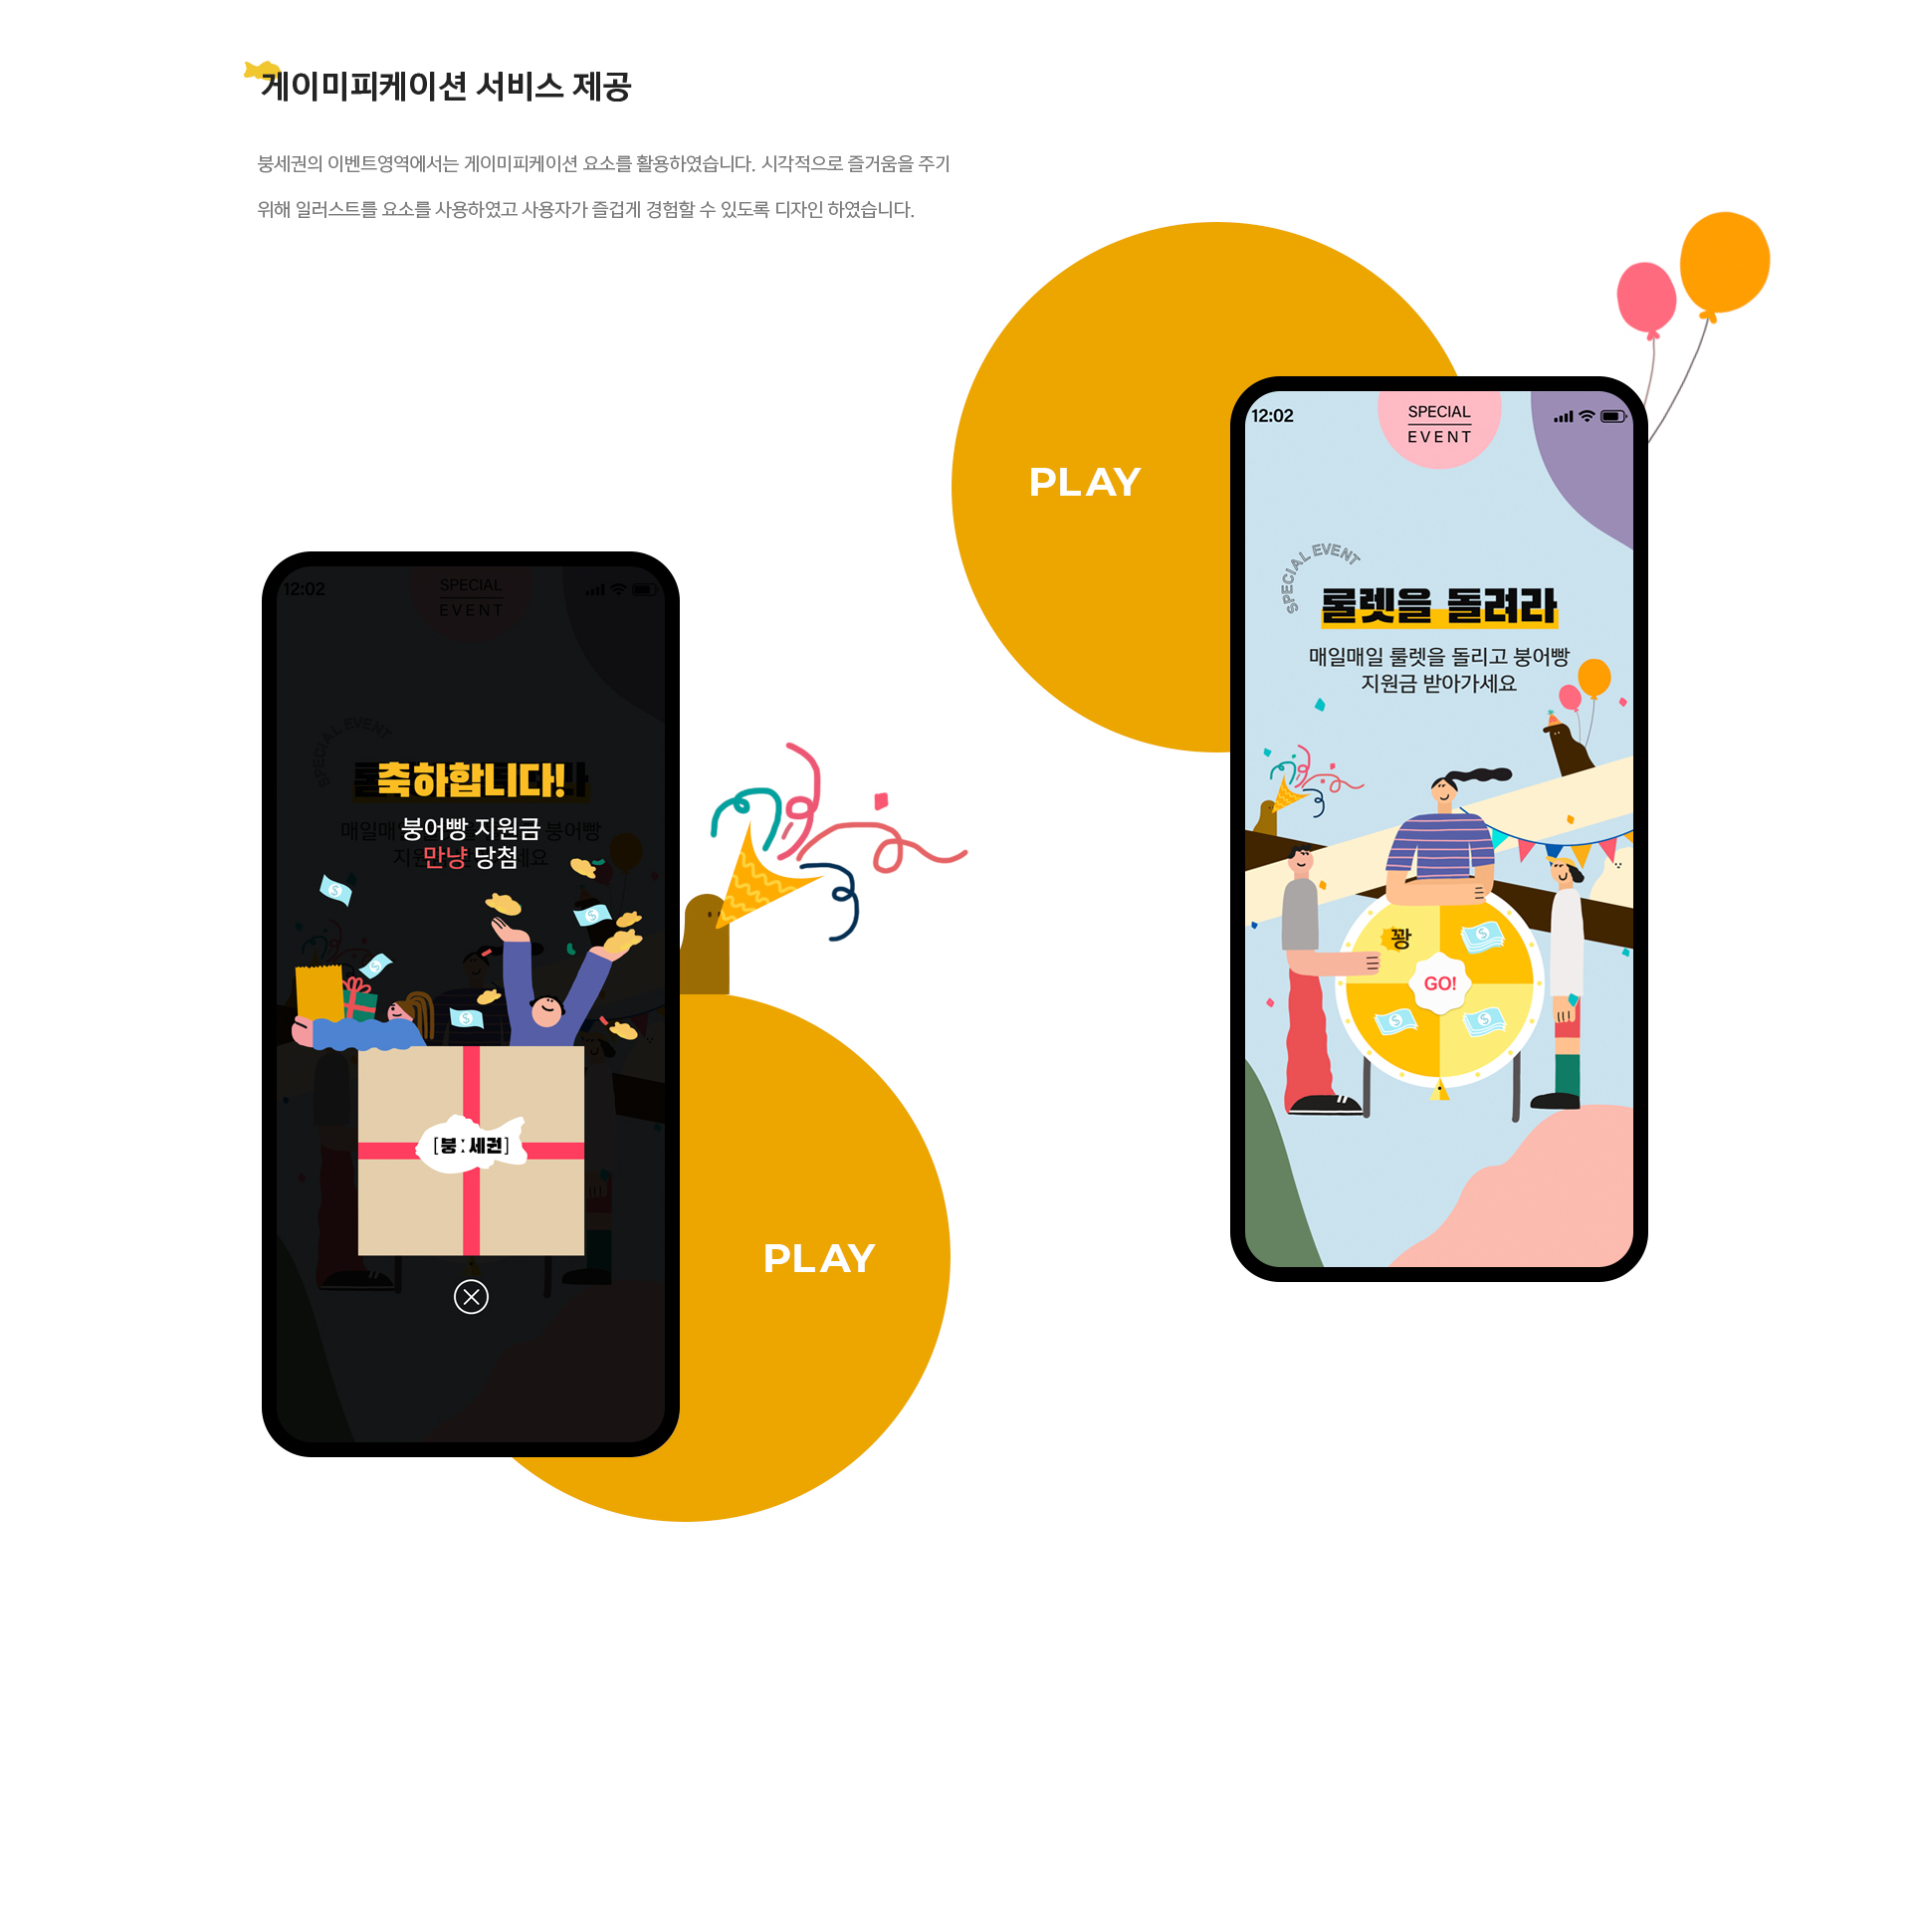 게이미피케이션 서비스 제공
붕세권의 이벤트영역에서는 게이미피케이션 요소를 활용하였습니다. 시각적으로 즐거움을 주기
위해 일러스트를 요소를 사용하였고 사용자가 즐겁게 경험할 수 있도록 디자인 하였습니다.
PLAY
12:02
SPECIAL
EVENT
SPECIAL EVENT
룰렛을 돌려라
매일매일 룰렛을 돌리고 붕어빵
지원금 받아가세요
꽝
GO!
12:02
SPECIAL
EVENT
SPECIAL EVENT
축하합니다!
붕어빵 지원금
만냥 당첨
[붕:세권]
PLAY